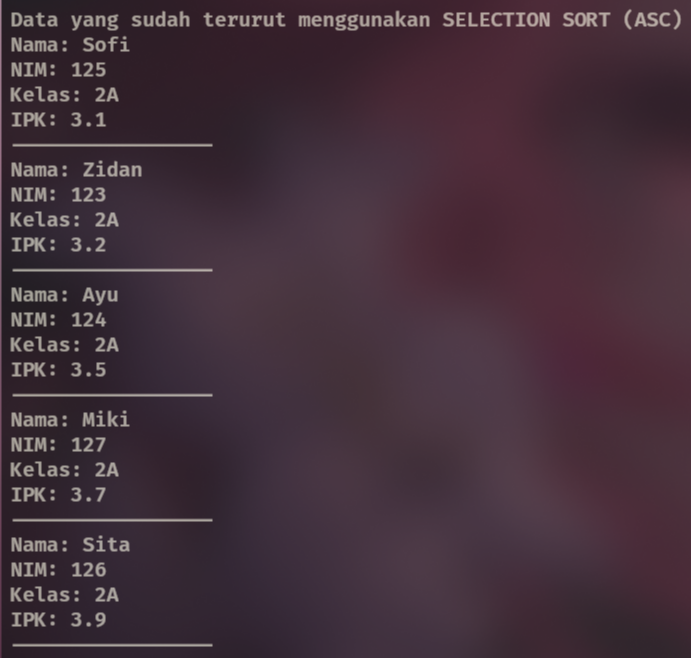 Data yang sudah terurut menggunakan SELECTION SORT (ASC)
Nama: Sofi
NIM: 125
Kelas: 2A
IPK: 3.1
Nama: Zidan
NIM: 123
Kelas: 2A
IPK: 3.2
Nama: Ayu
NIM: 124
Kelas: 2A
IPK: 3.5
Nama: Miki
NIM: 127
Kelas: 2A
IPK: 3.7
Nama: Sita
NIM: 126
Kelas: 2A
IPK: 3.9